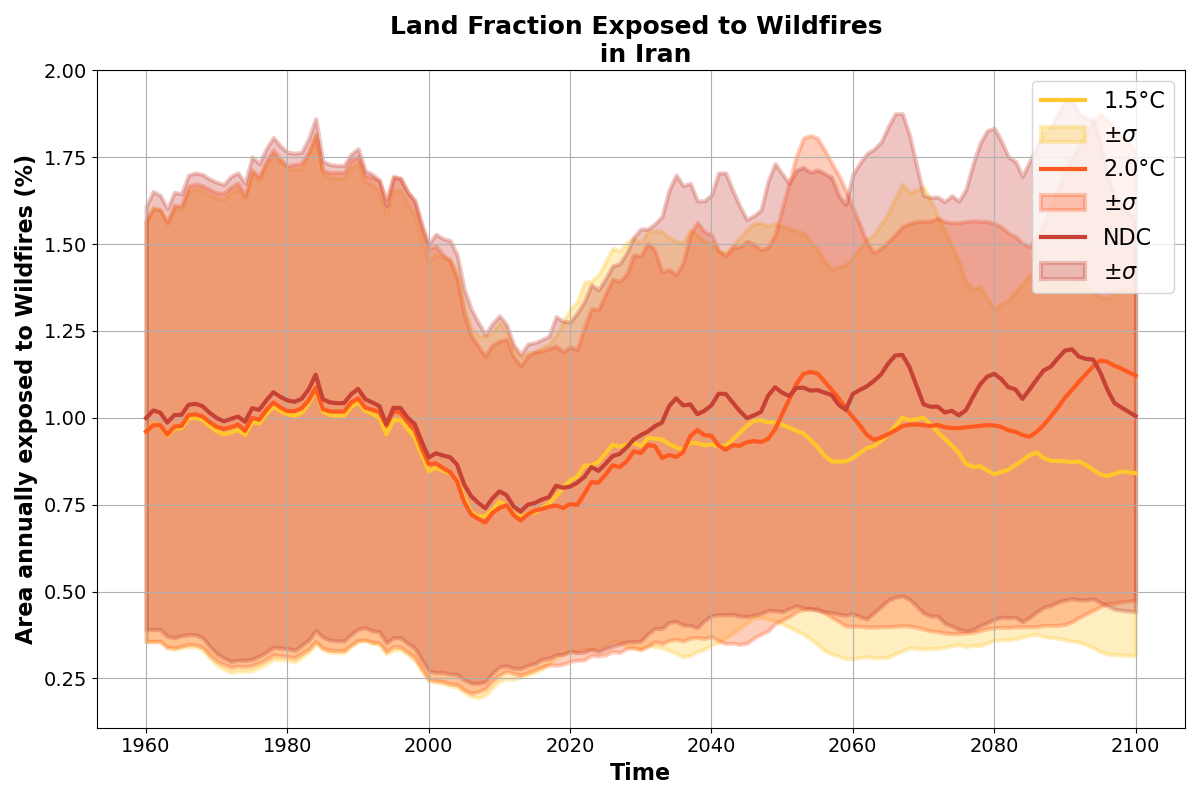 Land Fraction Exposed to Wildfires
in Iran
Area annually exposed to Wildfires (%)
2.00
1.75
1.50
1.25
1.00
0.75
0.50
0.25
1.5°C
±σ
2.0°C
±σ
NDC
±σ
1960 1980 2000 2020 2040 2060 2080 2100
Time